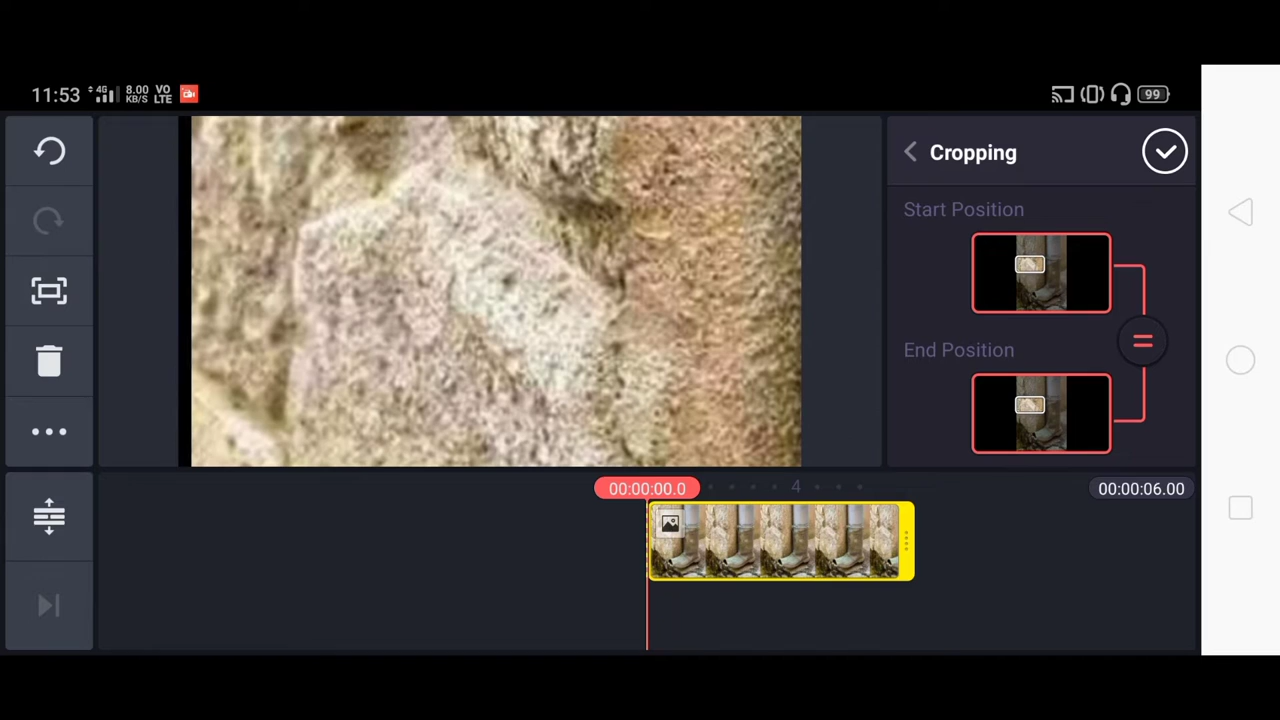 11:53 4G 8.00 KB/S VO LTE 99
Cropping
Start Position
End Position
=
00:00:00.0 4 00:00:06.00